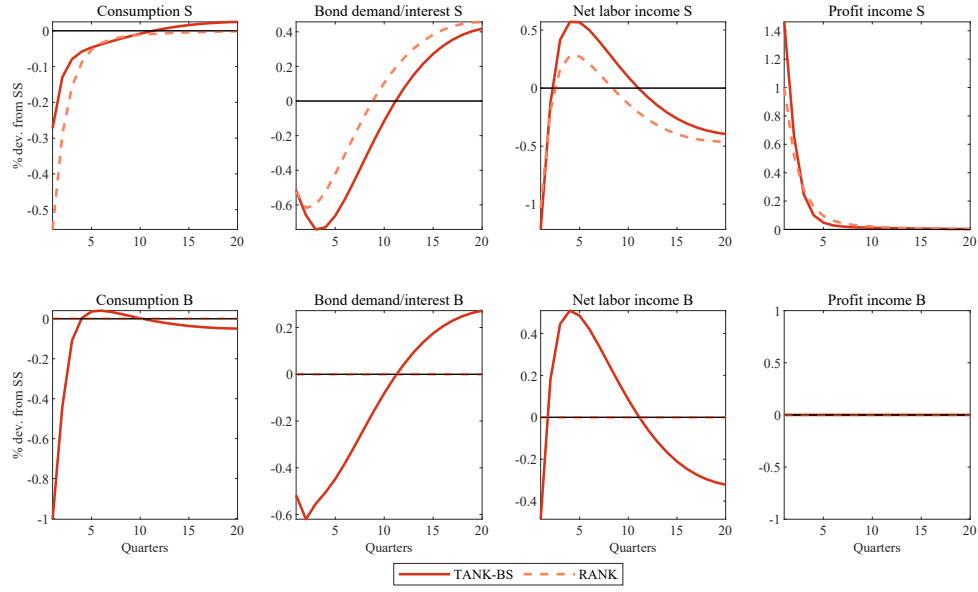 Consumption S Bond demand/interest S Net labor income S Profit income S
% dev. from SS
0 -0.1 -0.2 -0.3 -0.4 -0.5
5 10 15 20
0.4 0.2 0 -0.2 -0.4 -0.6
5 10 15 20
0.5 0 -0.5 -1
5 10 15 20
1.4 1.2 1 0.8 0.6 0.4 0.2 0
5 10 15 20
Consumption B Bond demand/interest B Net labor income B Profit income B
% dev. from SS
0 -0.2 -0.4 -0.6 -0.8 -1
5 10 15 20
0.2 0 -0.2 -0.4 -0.6
5 10 15 20
0.4 0.2 0 -0.2 -0.4
5 10 15 20
1 0.5 0 -0.5 -1
5 10 15 20
Quarters Quarters Quarters Quarters
TANK-BS RANK